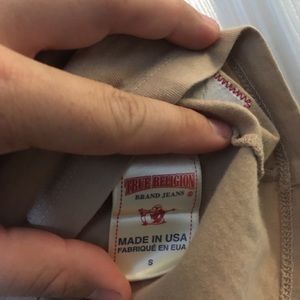 TRUE RELIGION
BRAND JEANS ®
MADE IN USA
FABRIQUÉ EN EUA
S